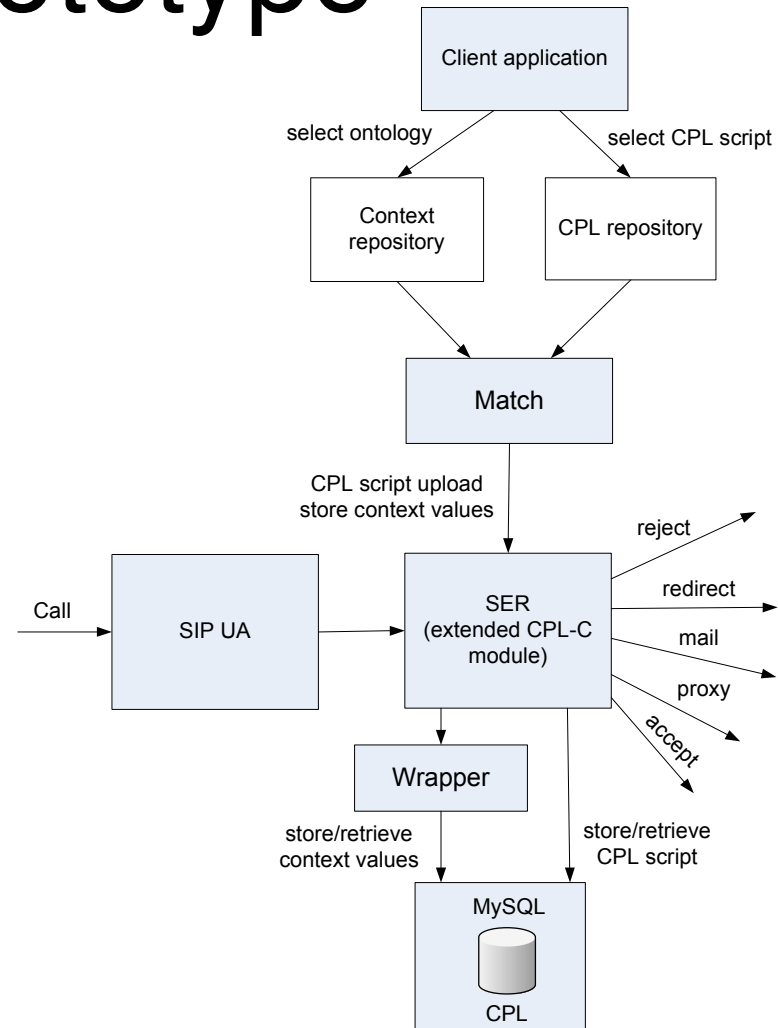 Client application
select ontology
select CPL script
Context
repository
CPL repository
Match
CPL script upload
store context values
reject
redirect
mail
proxy
accept
Call
SIP UA
SER
(extended CPL-C
module)
Wrapper
store/retrieve
context values
store/retrieve
CPL script
MySQL
CPL